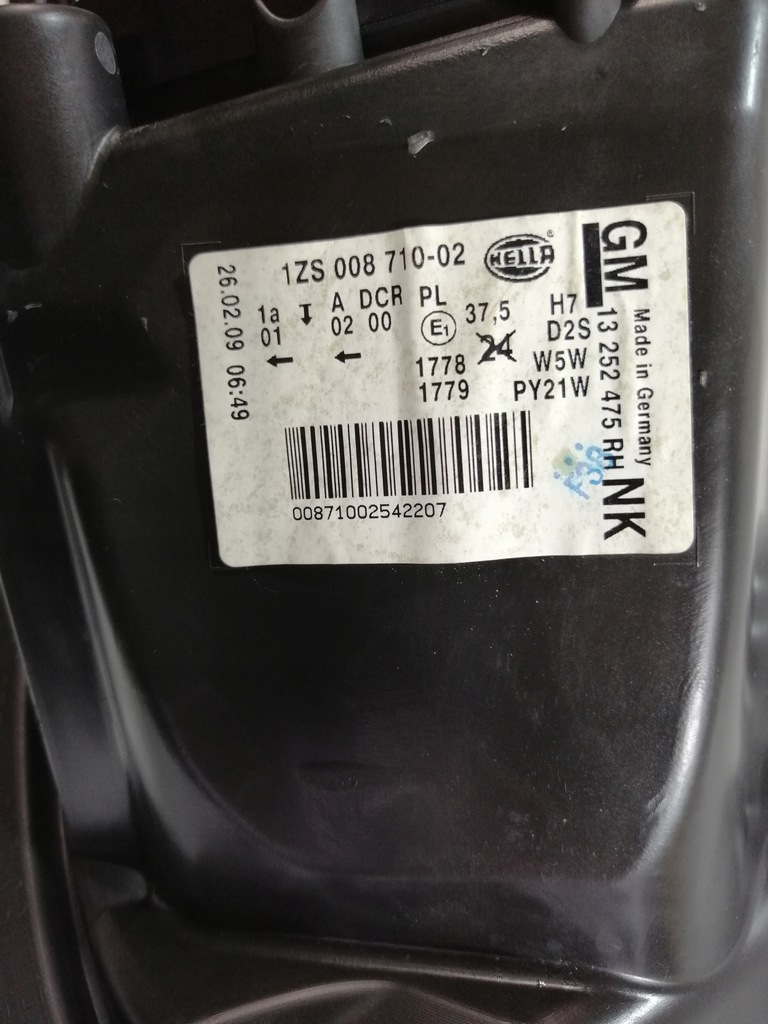 1ZS 008 710-02 HELLA ®
26.02.09 06:49
1a A DCR PL 37,5 H7
01 02 00 E1 24 D2S
1778 W5W
1779 PY21W
00871002542207
GM
13 252 475 RH
NK
Made in Germany